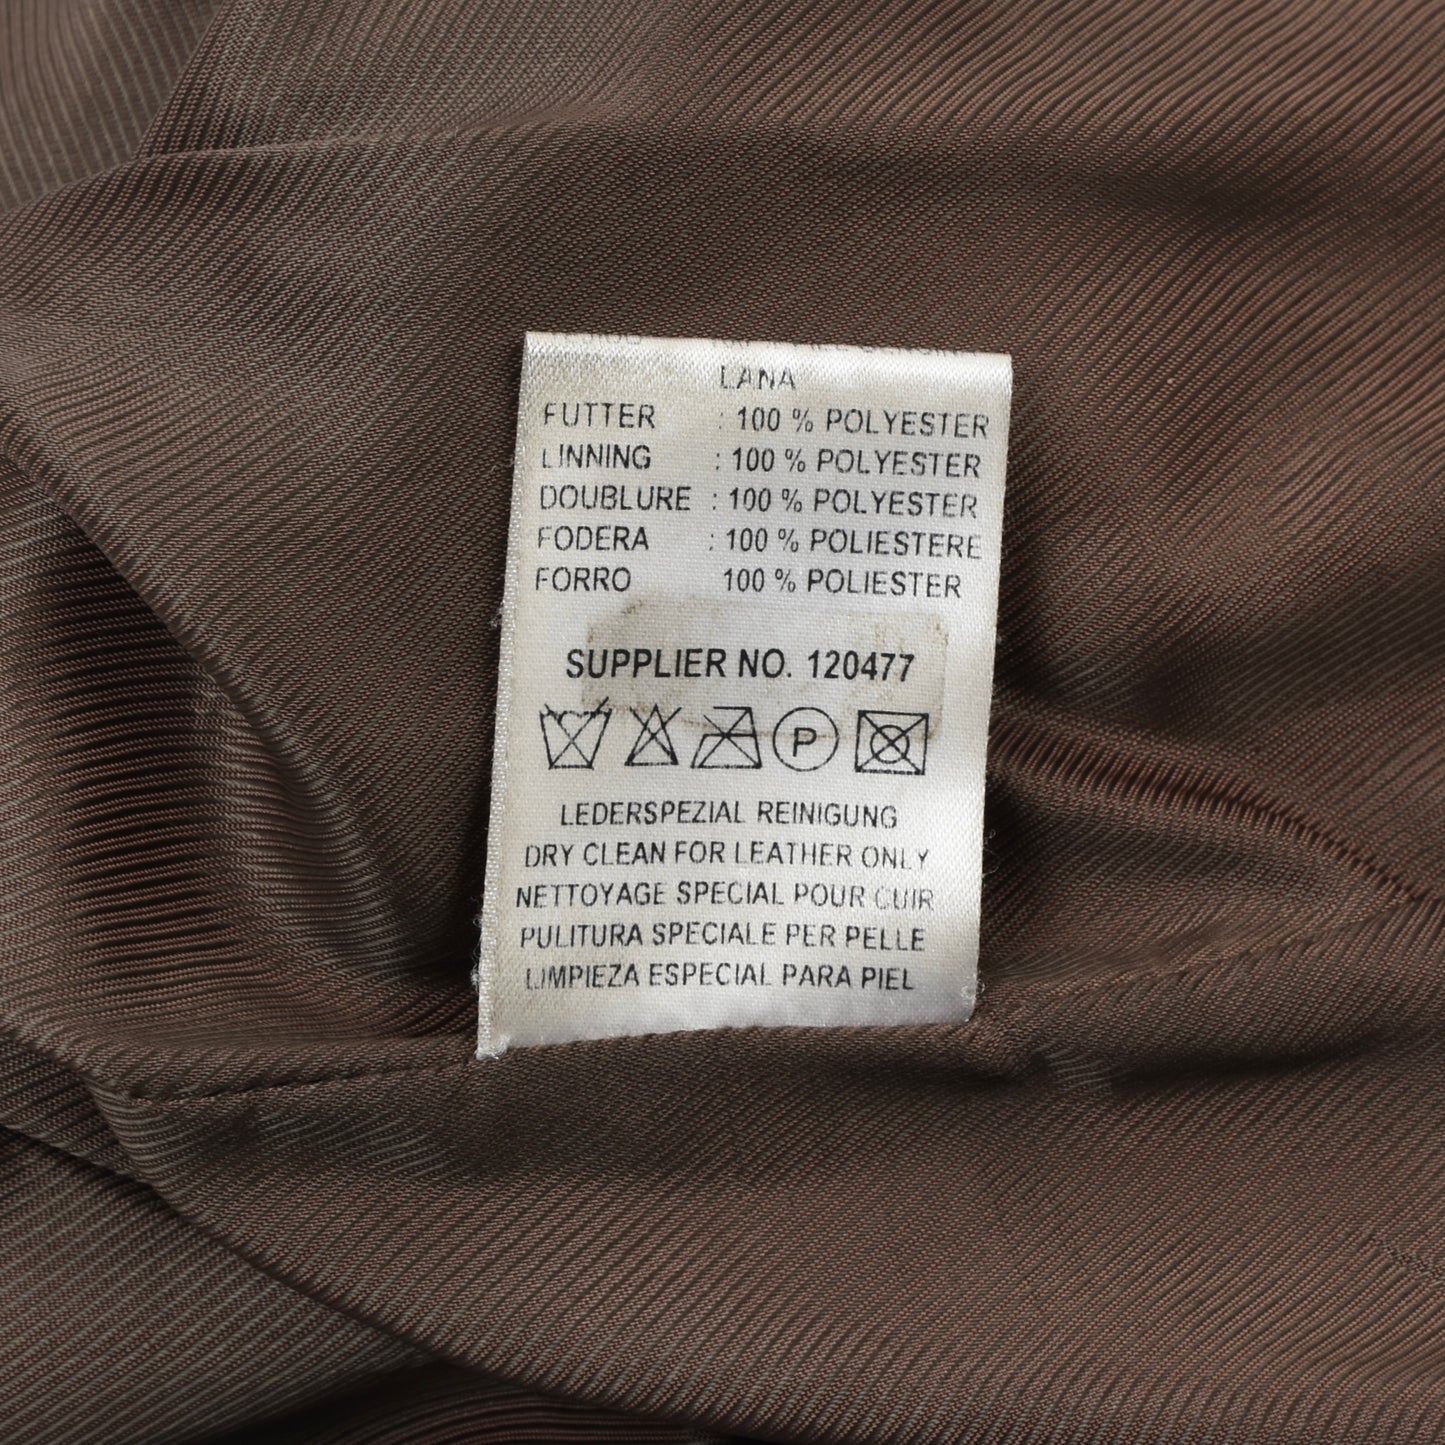 LANA
FUTTER : 100 % POLYESTER
LINNING : 100 % POLYESTER
DOUBLURE : 100 % POLYESTER
FODERA : 100 % POLIESTERE
FORRO 100 % POLIESTER
SUPPLIER NO. 120477
P
LEDERSPEZIAL REINIGUNG
DRY CLEAN FOR LEATHER ONLY
NETTOYAGE SPECIAL POUR CUIR
PULITURA SPECIALE PER PELLE
LIMPIEZA ESPECIAL PARA PIEL